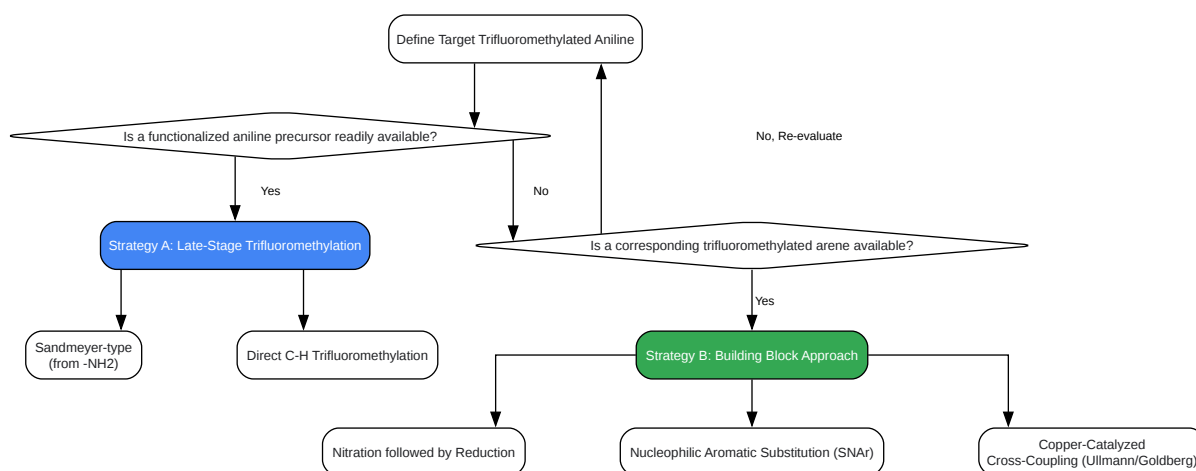 Define Target Trifluoromethylated Aniline
Is a functionalized aniline precursor readily available?
No, Re-evaluate
Yes
No
Strategy A: Late-Stage Trifluoromethylation
Is a corresponding trifluoromethylated arene available?
Yes
Sandmeyer-type
(from -NH2)
Direct C-H Trifluoromethylation
Strategy B: Building Block Approach
Nitration followed by Reduction
Nucleophilic Aromatic Substitution (SNAr)
Copper-Catalyzed
Cross-Coupling (Ullmann/Goldberg)